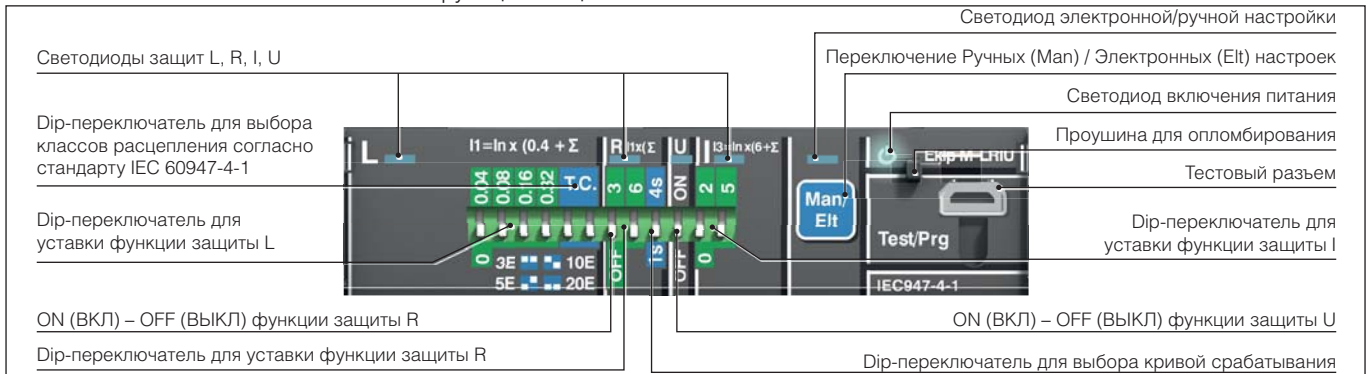 Светодиод электронной/ручной настройки
Светодиоды защит L, R, I, U
Переключение Ручных (Man) / Электронных (Elt) настроек
Светодиод включения питания
Dip-переключатель для выбора
классов расцепления согласно
стандарту IEC 60947-4-1
Проушина для опломбирования
Тестовый разъем
Dip-переключатель для
уставки функции защиты L
Dip-переключатель для
уставки функции защиты I
L
I1=In x (0.4 + Σ
R I1x(Σ
U
I I3=In x(6+Σ
Ekip M-LRIU
0.04 0.08 0.16 0.32 T.C. 3 6 4s ON 2 5
Man/
Elt
Test/Prg
0 3E 10E OFF 1s OFF 0
5E 20E
IEC947-4-1
ON (ВКЛ) – OFF (ВЫКЛ) функции защиты R
ON (ВКЛ) – OFF (ВЫКЛ) функции защиты U
Dip-переключатель для уставки функции защиты R
Dip-переключатель для выбора кривой срабатывания